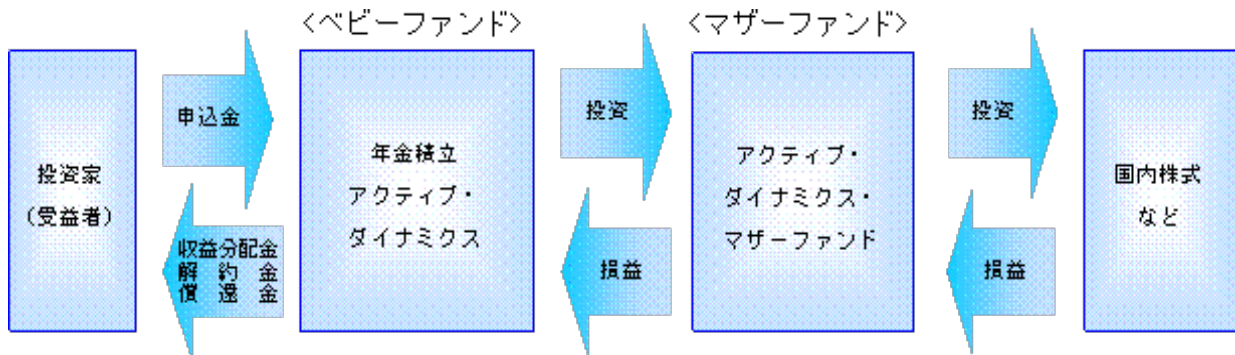 <ベビーファンド>
<マザーファンド>
投資家
(受益者)
申込金
収益分配金
解約金
償還金
年金積立
アクティブ・
ダイナミクス
投資
損益
アクティブ・
ダイナミクス・
マザーファンド
投資
損益
国内株式
など